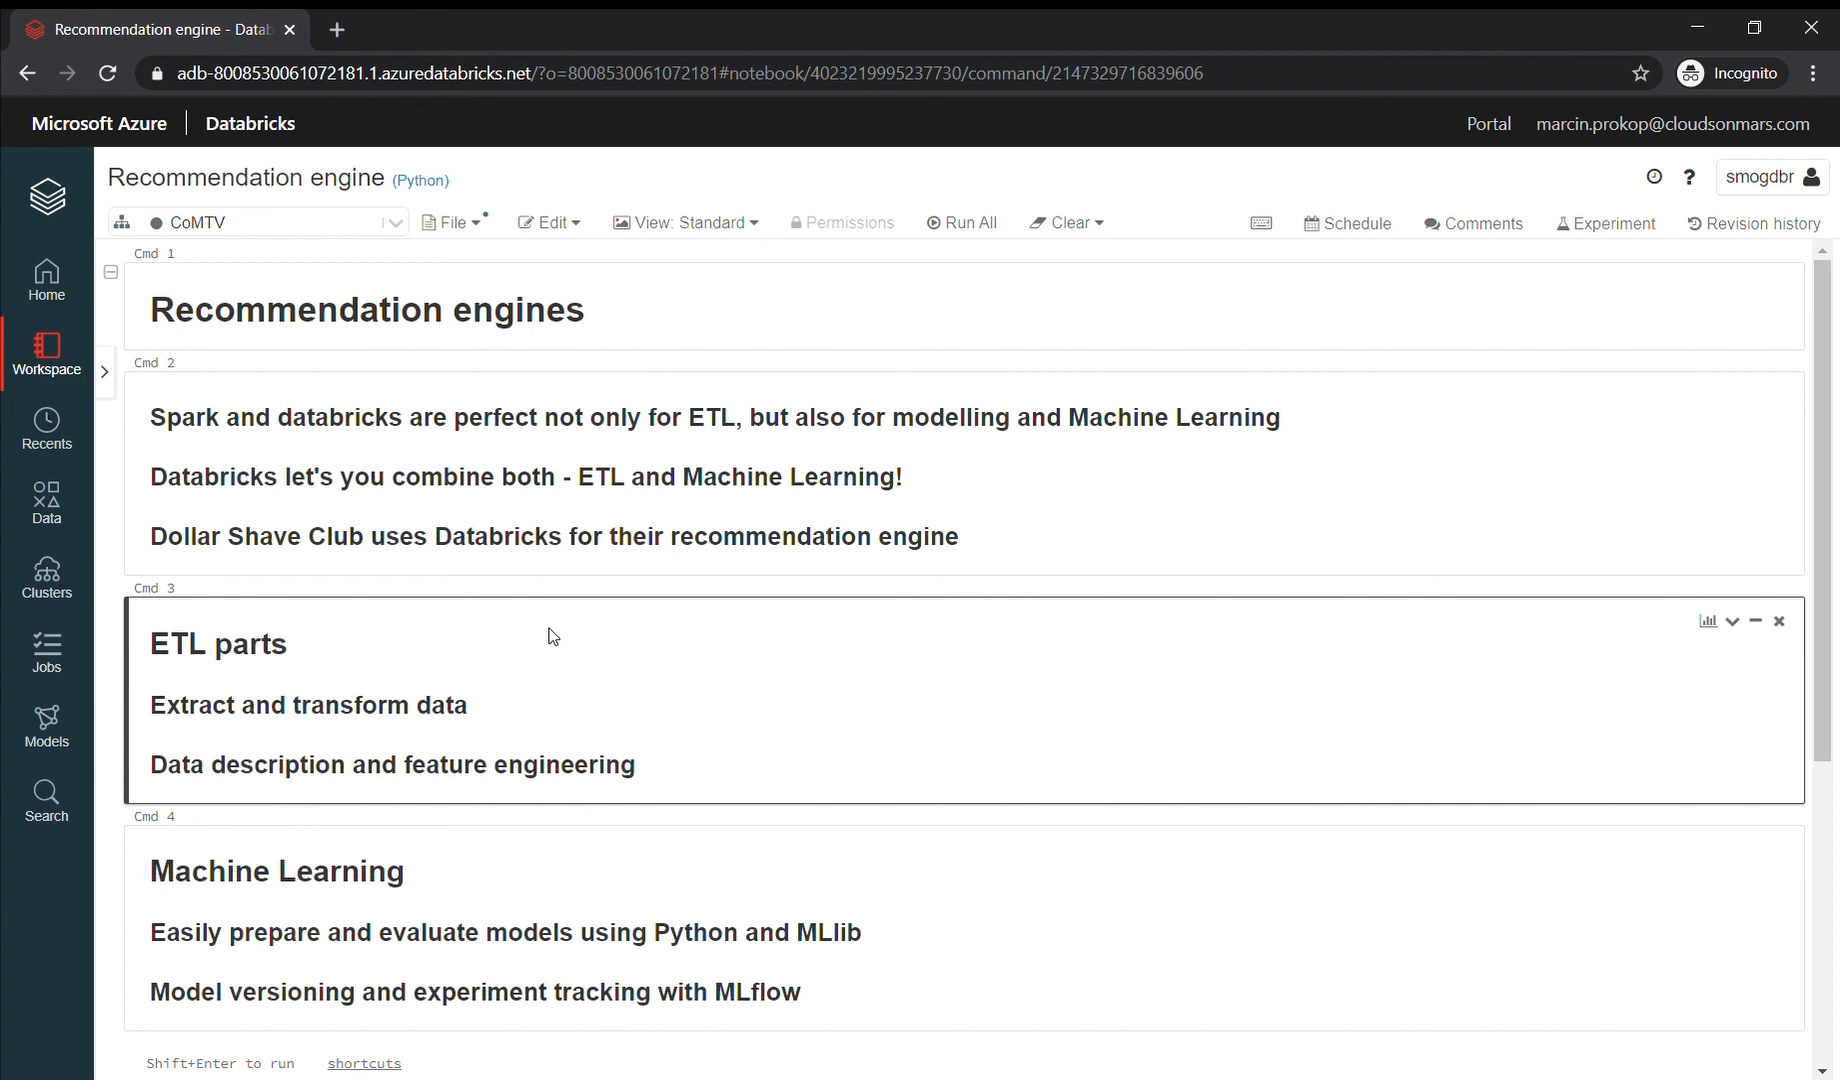 Recommendation engine - Datab
adb-8008530061072181.1.azuredatabricks.net/?o=8008530061072181#notebook/4023219995237730/command/2147329716839606
Incognito
Microsoft Azure Databricks
Portal marcin.prokop@cloudsonmars.com
Recommendation engine (Python)
? smogdbr
CoMTV File Edit View: Standard Permissions Run All Clear Schedule Comments Experiment Revision history
Home
Workspace
Recents
Data
Clusters
Jobs
Models
Search
Cmd 1
Recommendation engines
Cmd 2
Spark and databricks are perfect not only for ETL, but also for modelling and Machine Learning
Databricks let's you combine both - ETL and Machine Learning!
Dollar Shave Club uses Databricks for their recommendation engine
Cmd 3
ETL parts
Extract and transform data
Data description and feature engineering
Cmd 4
Machine Learning
Easily prepare and evaluate models using Python and MLlib
Model versioning and experiment tracking with MLflow
Shift+Enter to run shortcuts